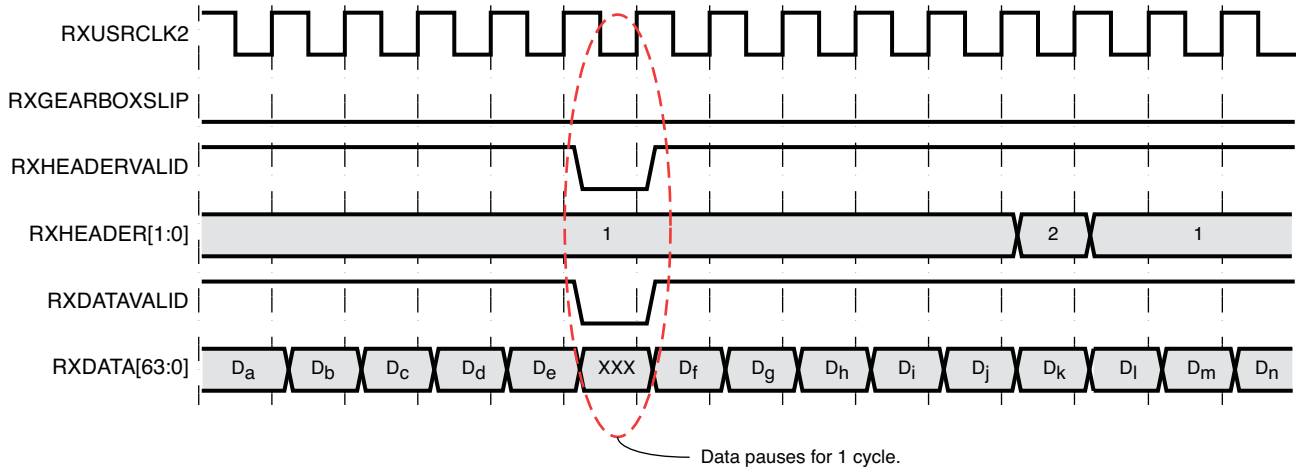 RXUSRCLK2
RXGEARBOXSLIP
RXHEADERVALID
RXHEADER[1:0] 1 2 1
RXDATAVALID
RXDATA[63:0] Da Db Dc Dd De XXX Df Dg Dh Di Dj Dk Dl Dm Dn
Data pauses for 1 cycle.